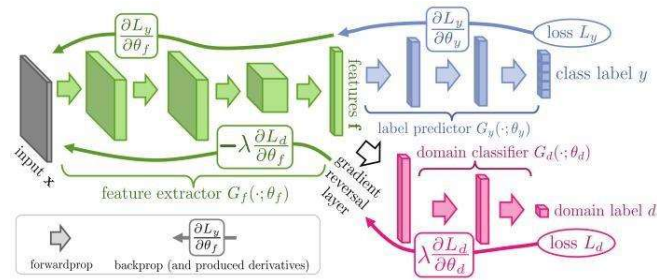 ∂L_y/∂θ_f
∂L_y/∂θ_y
loss L_y
features f
class label y
label predictor G_y(·; θ_y)
input x
−λ ∂L_d/∂θ_f
feature extractor G_f(·; θ_f)
gradient
reversal
layer
domain classifier G_d(·; θ_d)
domain label d
λ ∂L_d/∂θ_d
loss L_d
∂L_y/∂θ_f
forwardprop
backprop (and produced derivatives)